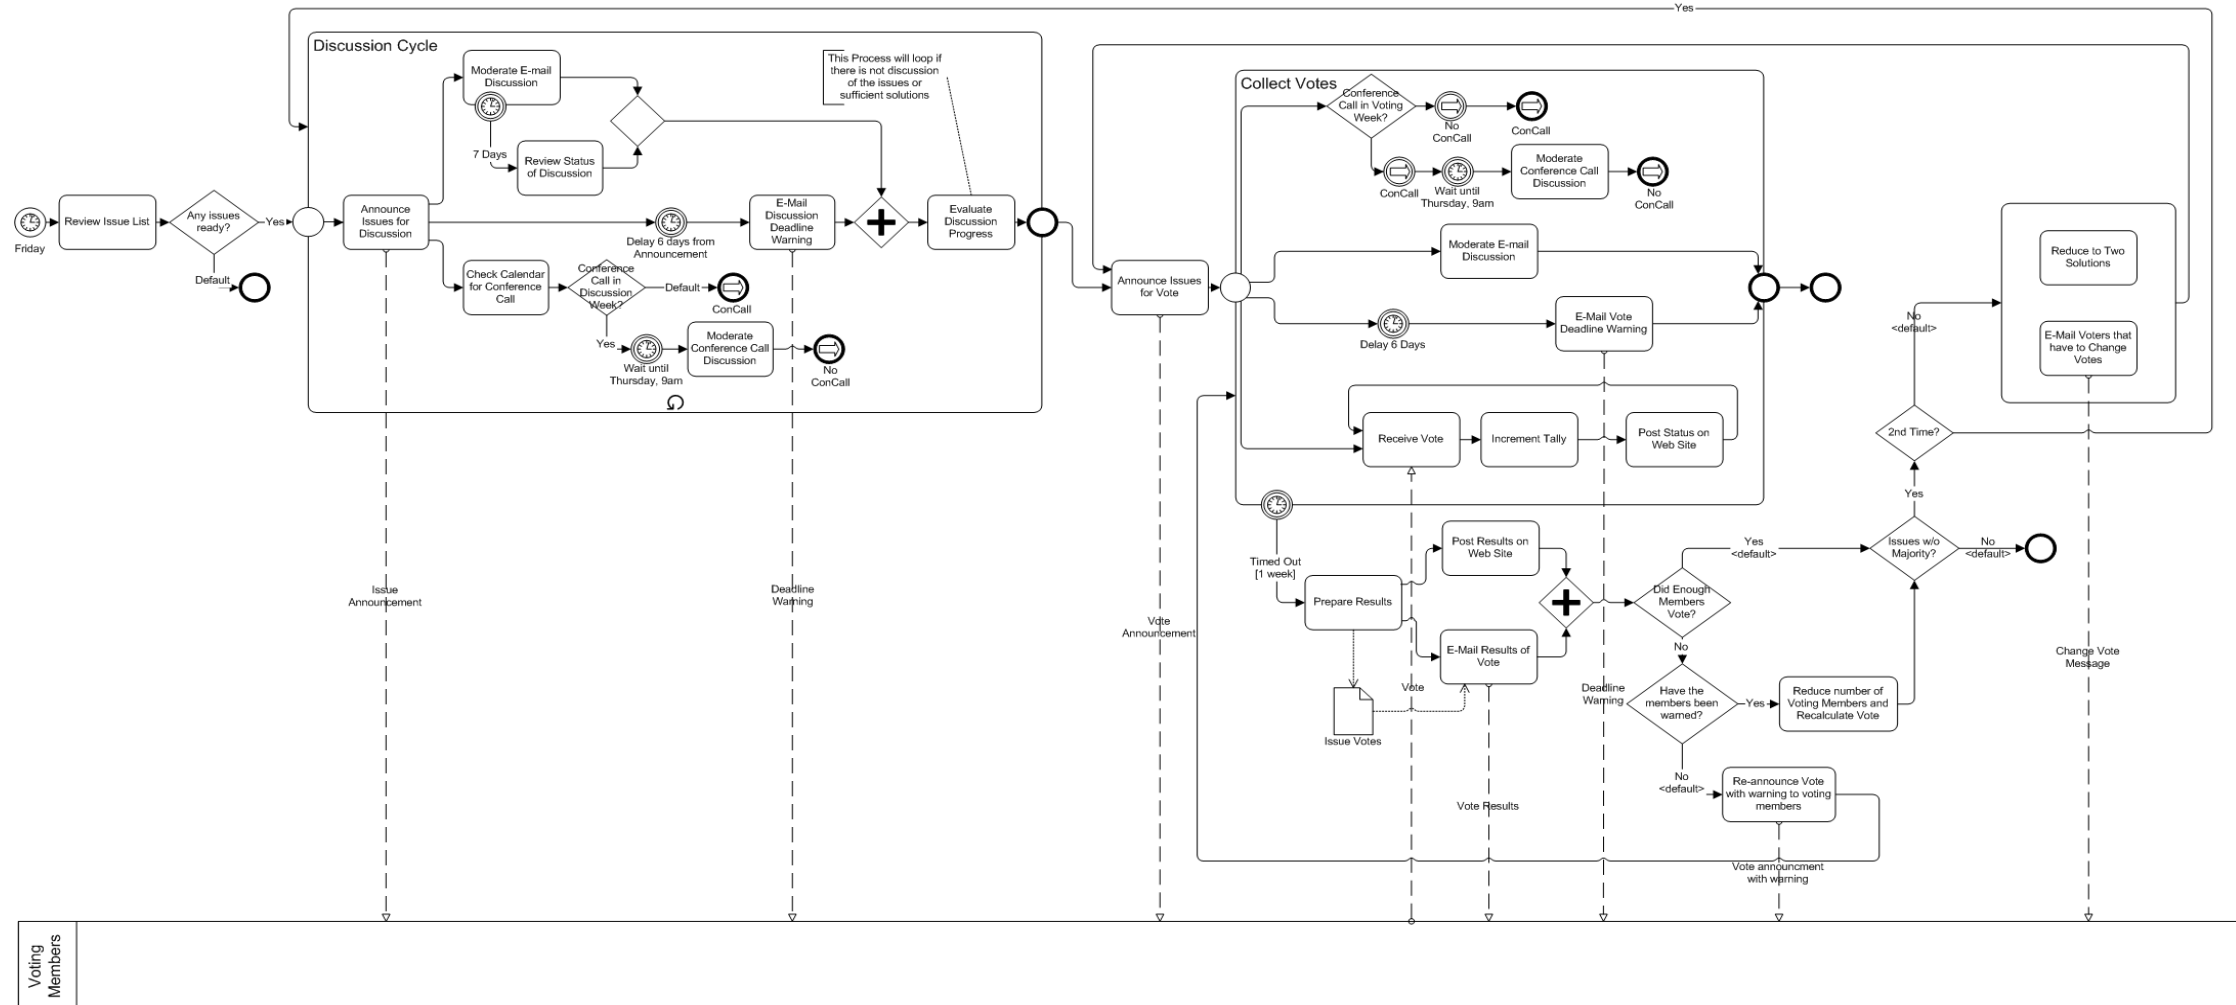 Yes
Discussion Cycle
Moderate E-mail
Discussion
7 Days
Review Status
of Discussion
This Process will loop if
there is not discussion
of the issues or
sufficient solutions
Friday
Review Issue List
Any issues
ready?
Yes
Default
Announce
Issues for
Discussion
Delay 6 days from
Announcement
E-Mail
Discussion
Deadline
Warning
Evaluate
Discussion
Progress
Check Calendar
for Conference
Call
Conference
Call in
Discussion
Week?
Default
ConCall
Yes
Wait until
Thursday, 9am
Moderate
Conference Call
Discussion
No
ConCall
Issue
Announcement
Deadline
Warning
Announce Issues
for Vote
Vote
Announcement
Collect Votes
Conference
Call in Voting
Week?
No
ConCall
ConCall
ConCall
Wait until
Thursday, 9am
Moderate
Conference Call
Discussion
No
ConCall
Moderate E-mail
Discussion
Delay 6 Days
E-Mail Vote
Deadline Warning
Receive Vote
Increment Tally
Post Status on
Web Site
Timed Out
[1 week]
Prepare Results
Post Results on
Web Site
E-Mail Results of
Vote
Issue Votes
Vote
Vote Results
Deadline
Warning
Did Enough
Members
Vote?
Yes
<default>
No
Have the
members been
warned?
Yes
Reduce number of
Voting Members and
Recalculate Vote
No
<default>
Re-announce Vote
with warning to voting
members
Vote announcment
with warning
Issues w/o
Majority?
No
<default>
Yes
2nd Time?
No
<default>
Reduce to Two
Solutions
E-Mail Voters that
have to Change
Votes
Change Vote
Message
Voting
Members